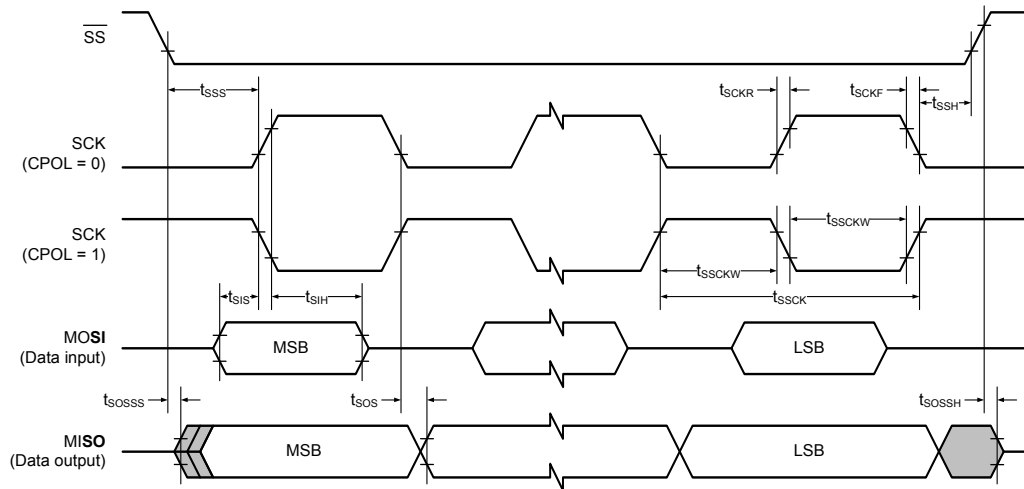 SS
tSSS
tSCKR
tSCKF
tSSH
SCK
(CPOL = 0)
SCK
(CPOL = 1)
tSSCKW
tSSCKW
tSIS
tSIH
tSSCK
MOSI
(Data input)
MSB
LSB
tSOSSS
tSOS
tSOSSH
MISO
(Data output)
MSB
LSB